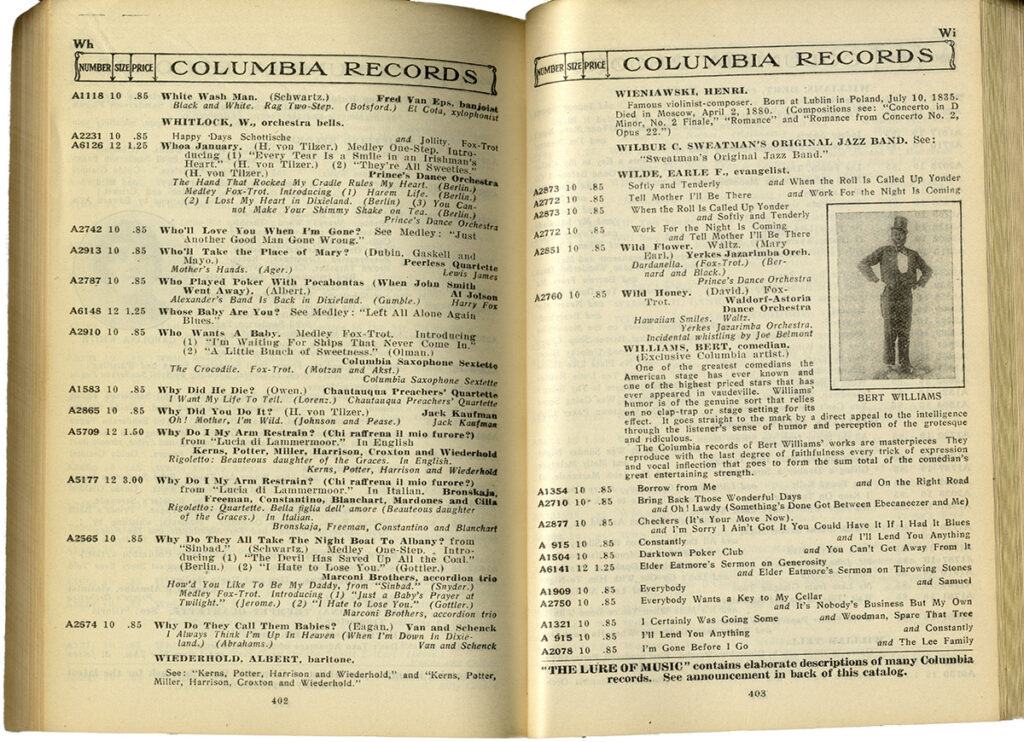 Wh
NUMBER SIZE PRICE COLUMBIA RECORDS
A1118 10 .85 White Wash Man. (Schwartz.) Fred Van Eps, banjoist
Black and White. Rag Two-Step. (Botsford.) El Cota, xylophonist
WHITLOCK, W., orchestra bells.
A2231 10 .85 Happy Days Schottische and Jollity. Fox-Trot
A6126 12 1.25 Whoa January. (H. von Tilzer.) Medley One-Step. Intro-
ducing (1) "Every Tear Is a Smile in an Irishman's
Heart." (H. von Tilzer.) (2) "They're All Sweeties."
(H. von Tilzer.) Prince's Dance Orchestra
The Hand That Rocked My Cradle Rules My Heart. (Berlin.)
Medley Fox-Trot. Introducing (1) Harem Life. (Berlin.)
(2) I Lost My Heart in Dixieland. (Berlin) (3) You Can-
not Make Your Shimmy Shake on Tea. (Berlin.)
Prince's Dance Orchestra
A2742 10 .85 Who'll Love You When I'm Gone? See Medley: "Just
Another Good Man Gone Wrong."
A2913 10 .85 Who'll Take the Place of Mary? (Dubin, Gaskell and
Mayo.) Peerless Quartette
Mother's Hands. (Ager.) Lewis James
A2787 10 .85 Who Played Poker With Pocahontas (When John Smith
Went Away). (Albert.) Al Jolson
Alexander's Band Is Back in Dixieland. (Gumble.) Harry Fox
A6148 12 1.25 Whose Baby Are You? See Medley: "Left All Alone Again
Blues."
A2910 10 .85 Who Wants A Baby. Medley Fox-Trot. Introducing
(1) "I'm Waiting For Ships That Never Come In."
(2) "A Little Bunch of Sweetness." (Olman.)
Columbia Saxophone Sextette
The Crocodile. Fox-Trot. (Motzan and Akst.)
Columbia Saxophone Sextette
A1583 10 .85 Why Did He Die? (Owen.) Chautauqua Preachers' Quartette
I Want My Life To Tell. (Lorenz.) Chautauqua Preachers' Quartette
A2865 10 .85 Why Did You Do It? (H. von Tilzer.) Jack Kaufman
Oh! Mother, I'm Wild. (Johnson and Pease.) Jack Kaufman
A5709 12 1.50 Why Do I My Arm Restrain? (Chi raffrena il mio furore?)
from "Lucia di Lammermoor." In English
Kerns, Potter, Miller, Harrison, Croxton and Wiederhold
Rigoletto: Beauteous daughter of the Graces. In English.
Kerns, Potter, Harrison and Wiederhold
A5177 12 3.00 Why Do I My Arm Restrain? (Chi raffrena il mio furore?)
from "Lucia di Lammermoor." In Italian. Bronskaja,
Freeman, Constantino, Blanchart, Mardones and Cilla
Rigoletto: Quartette. Bella figlia dell' amore (Beauteous daughter
of the Graces.) In Italian.
Bronskaja, Freeman, Constantino and Blanchart
A2565 10 .85 Why Do They All Take The Night Boat To Albany? from
"Sinbad." (Schwartz.) Medley One-Step. Intro-
ducing (1) "The Devil Has Saved Up All the Coal."
(Berlin.) (2) "I Hate to Lose You." (Gottler.)
Marconi Brothers, accordion trio
How'd You Like To Be My Daddy, from "Sinbad." (Snyder.)
Medley Fox-Trot. Introducing (1) "Just a Baby's Prayer at
Twilight." (Jerome.) (2) "I Hate to Lose You." (Gottler.)
Marconi Brothers, accordion trio
A2674 10 .85 Why Do They Call Them Babies? (Eagan.) Van and Schenck
I Always Think I'm Up In Heaven (When I'm Down in Dixie-
land.) (Abrahams.) Van and Schenck
WIEDERHOLD, ALBERT, baritone.
See: "Kerns, Potter, Harrison and Wiederhold," and "Kerns, Potter,
Miller, Harrison, Croxton and Wiederhold."
402
Wi
NUMBER SIZE PRICE COLUMBIA RECORDS
WIENIAWSKI, HENRI.
Famous violinist-composer. Born at Lublin in Poland, July 10, 1835.
Died in Moscow, April 2, 1880. (Compositions see: "Concerto in D
Minor, No. 2 Finale," "Romance" and "Romance from Concerto No. 2,
Opus 22.")
WILBUR C. SWEATMAN'S ORIGINAL JAZZ BAND. See:
"Sweatman's Original Jazz Band."
WILDE, EARLE F., evangelist.
A2873 10 .85 Softly and Tenderly and When the Roll Is Called Up Yonder
A2772 10 .85 Tell Mother I'll Be There and Work For the Night Is Coming
A2873 10 .85 When the Roll Is Called Up Yonder
and Softly and Tenderly
A2772 10 .85 Work For the Night Is Coming
and Tell Mother I'll Be There
A2851 10 .85 Wild Flower. Waltz. (Mary
Earl.) Yerkes Jazarimba Orch.
Dardanella. (Fox-Trot.) (Ber-
nard and Black.)
Prince's Dance Orchestra
A2760 10 .85 Wild Honey. (David.) Fox-
Trot. Waldorf-Astoria
Dance Orchestra
Hawaiian Smiles. Waltz.
Yerkes Jazarimba Orchestra.
Incidental whistling by Joe Belmont
WILLIAMS, BERT, comedian.
(Exclusive Columbia artist.)
One of the greatest comedians the
American stage has ever known and
one of the highest priced stars that has
ever appeared in vaudeville. Williams'
humor is of the genuine sort that relies
on no clap-trap or stage setting for its
effect. It goes straight to the mark by a direct appeal to the intelligence
through the listener's sense of humor and perception of the grotesque
and ridiculous.
BERT WILLIAMS
The Columbia records of Bert Williams' works are masterpieces They
reproduce with the last degree of faithfulness every trick of expression
and vocal inflection that goes to form the sum total of the comedian's
great entertaining strength.
A1354 10 .85 Borrow from Me and On the Right Road
A2710 10 .85 Bring Back Those Wonderful Days
and Oh! Lawdy (Something's Done Got Between Ebecaneezer and Me)
A2877 10 .85 Checkers (It's Your Move Now).
and I'm Sorry I Ain't Got It You Could Have It If I Had It Blues
A 915 10 .85 Constantly and I'll Lend You Anything
A1504 10 .85 Darktown Poker Club and You Can't Get Away From It
A6141 12 1.25 Elder Eatmore's Sermon on Generosity
and Elder Eatmore's Sermon on Throwing Stones
A1909 10 .85 Everybody and Samuel
A2750 10 .85 Everybody Wants a Key to My Cellar
and It's Nobody's Business But My Own
A1321 10 .85 I Certainly Was Going Some and Woodman, Spare That Tree
A 915 10 .85 I'll Lend You Anything and Constantly
A2078 10 .85 I'm Gone Before I Go and The Lee Family
"THE LURE OF MUSIC" contains elaborate descriptions of many Columbia
records. See announcement in back of this catalog.
403